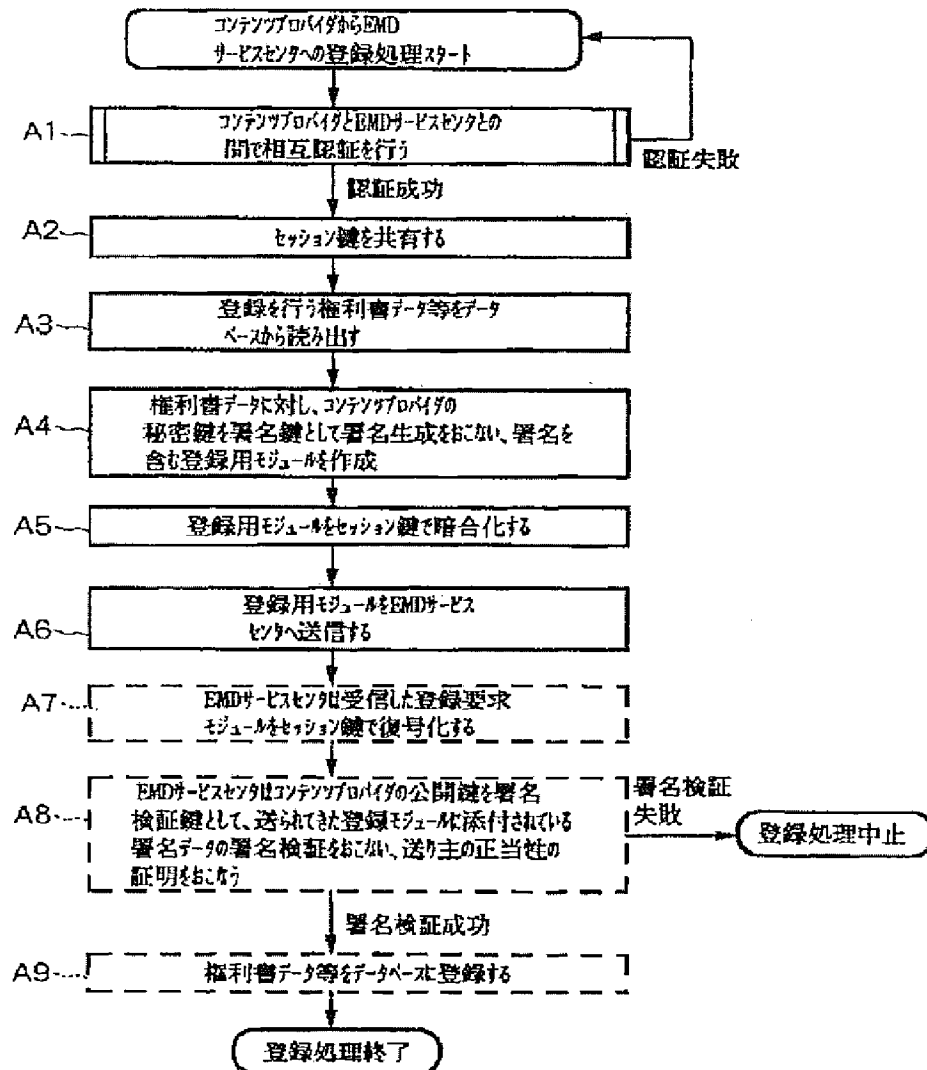 コンテンツプロバイダからEMD
サービスセンタへの登録処理スタート
A1
コンテンツプロバイダとEMDサービスセンタとの
間で相互認証を行う
認証失敗
認証成功
A2
セッション鍵を共有する
A3
登録を行う権利書データ等をデータ
ベースから読み出す
A4
権利書データに対し、コンテンツプロバイダの
秘密鍵を署名鍵として署名生成をおこない、署名を
含む登録用モジュールを作成
A5
登録用モジュールをセッション鍵で暗合化する
A6
登録用モジュールをEMDサービス
センタへ送信する
A7
EMDサービスセンタは受信した登録要求
モジュールをセッション鍵で復号化する
A8
EMDサービスセンタはコンテンツプロバイダの公開鍵を署名
検証鍵として、送られてきた登録モジュールに添付されている
署名データの署名検証をおこない、送り主の正当性の
証明をおこなう
署名検証
失敗
登録処理中止
署名検証成功
A9
権利書データ等をデータベースに登録する
登録処理終了